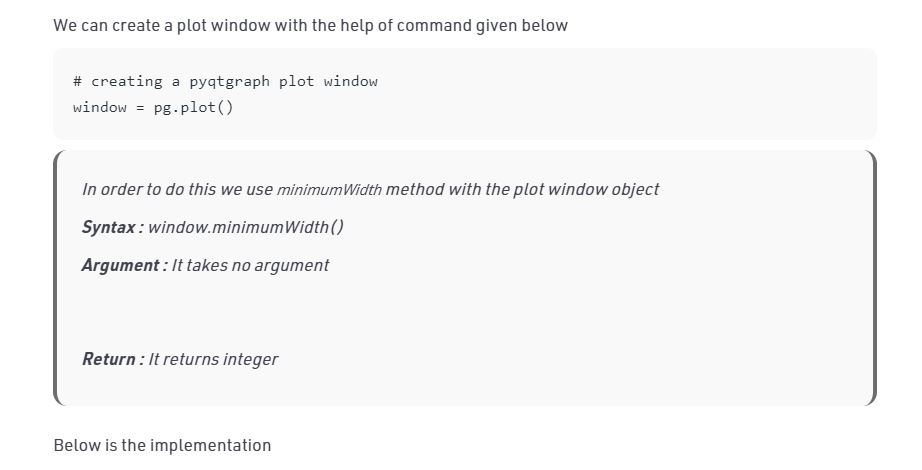 We can create a plot window with the help of command given below
# creating a pyqtgraph plot window
window = pg.plot()
In order to do this we use minimumWidth method with the plot window object
Syntax : window.minimumWidth()
Argument : It takes no argument
Return : It returns integer
Below is the implementation